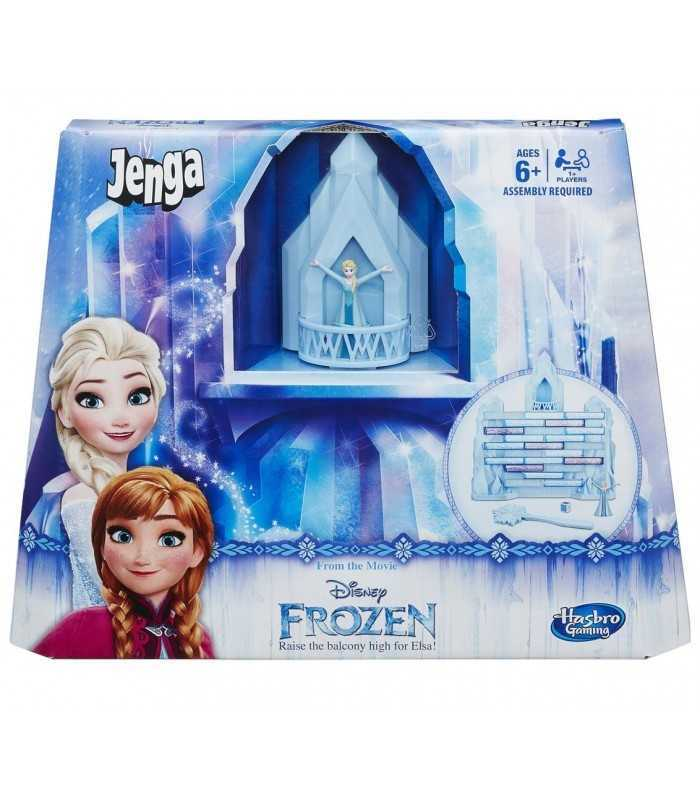 Jenga
AGES
6+
1+
PLAYERS
ASSEMBLY REQUIRED
From the Movie
Disney
FROZEN
Raise the balcony high for Elsa!
Hasbro
Gaming